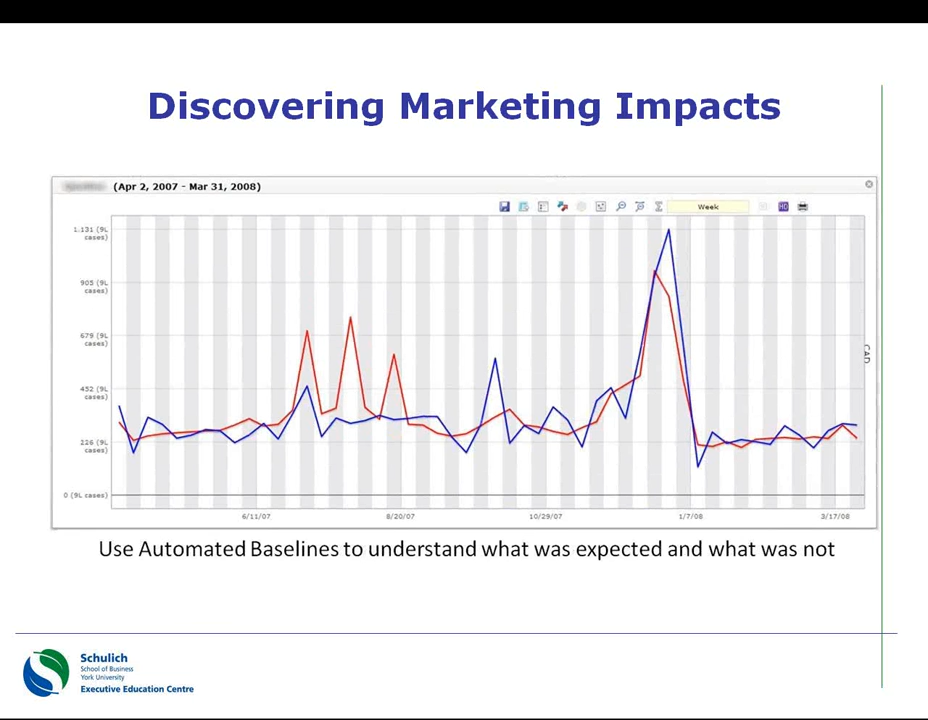 Discovering Marketing Impacts
(Apr 2, 2007 - Mar 31, 2008)
Week
HD
1,131 (9L
cases)
905 (9L
cases)
679 (9L
cases)
452 (9L
cases)
226 (9L
cases)
0 (9L cases)
CAD
6/11/07
8/20/07
10/29/07
1/7/08
3/17/08
Use Automated Baselines to understand what was expected and what was not
Schulich
School of Business
York University
Executive Education Centre